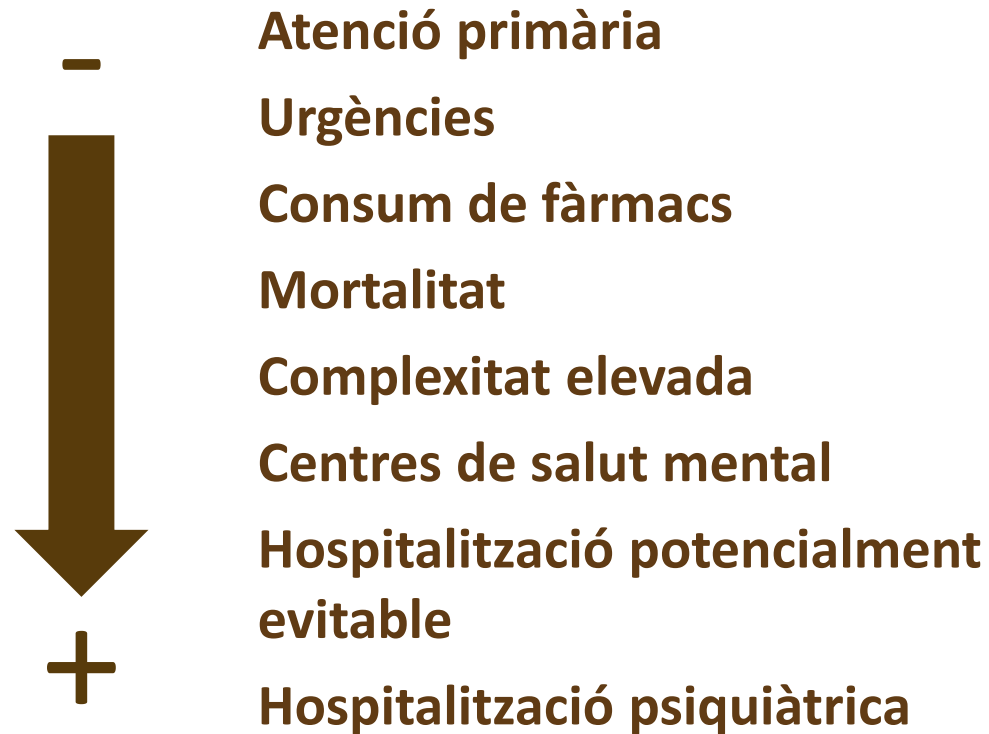 -
Atenció primària
Urgències
Consum de fàrmacs
Mortalitat
Complexitat elevada
Centres de salut mental
Hospitalització potencialment
evitable
+
Hospitalització psiquiàtrica